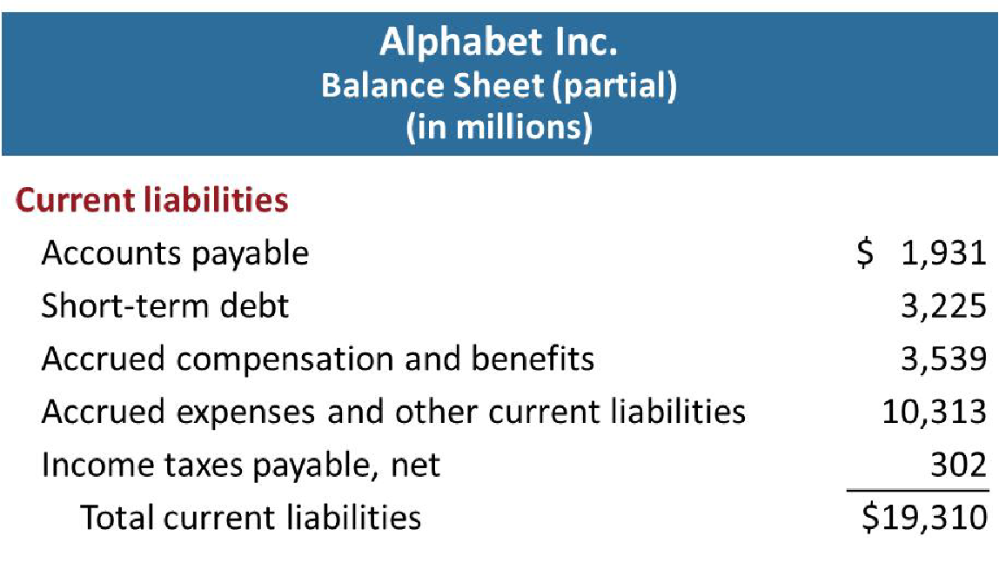 Alphabet Inc.
Balance Sheet (partial)
(in millions)
Current liabilities
Accounts payable $ 1,931
Short-term debt 3,225
Accrued compensation and benefits 3,539
Accrued expenses and other current liabilities 10,313
Income taxes payable, net 302
Total current liabilities $19,310